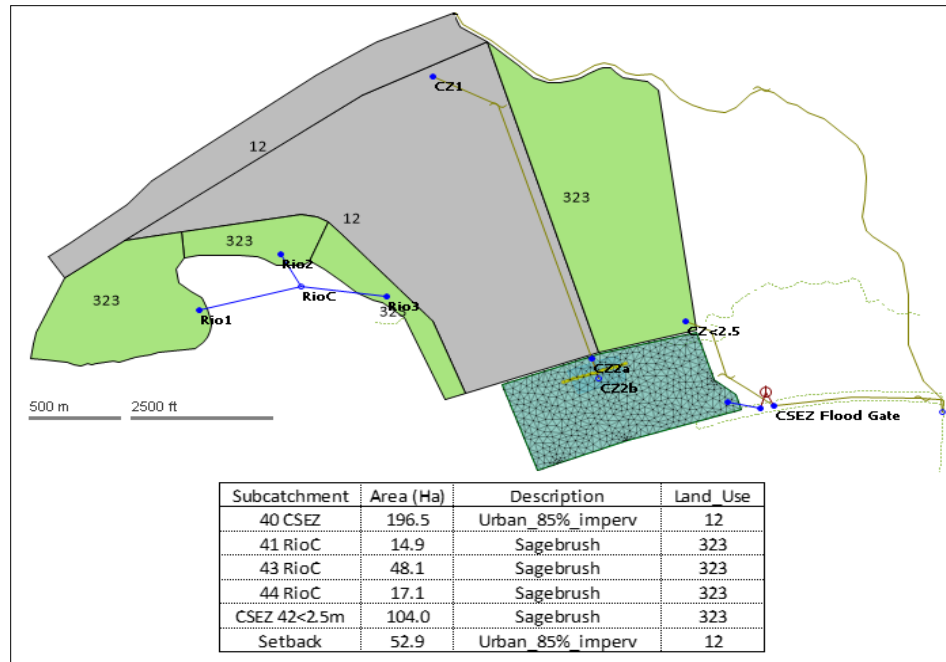 CZ1
12
323
12
323
Rio2
RioC
323
Rio3
Rio1
323
CZ<2.5
CZ2a
CZ2b
CSEZ Flood Gate
500 m 2500 ft
Subcatchment Area (Ha) Description Land_Use
40 CSEZ 196.5 Urban_85%_imperv 12
41 RioC 14.9 Sagebrush 323
43 RioC 48.1 Sagebrush 323
44 RioC 17.1 Sagebrush 323
CSEZ 42<2.5m 104.0 Sagebrush 323
Setback 52.9 Urban_85%_imperv 12